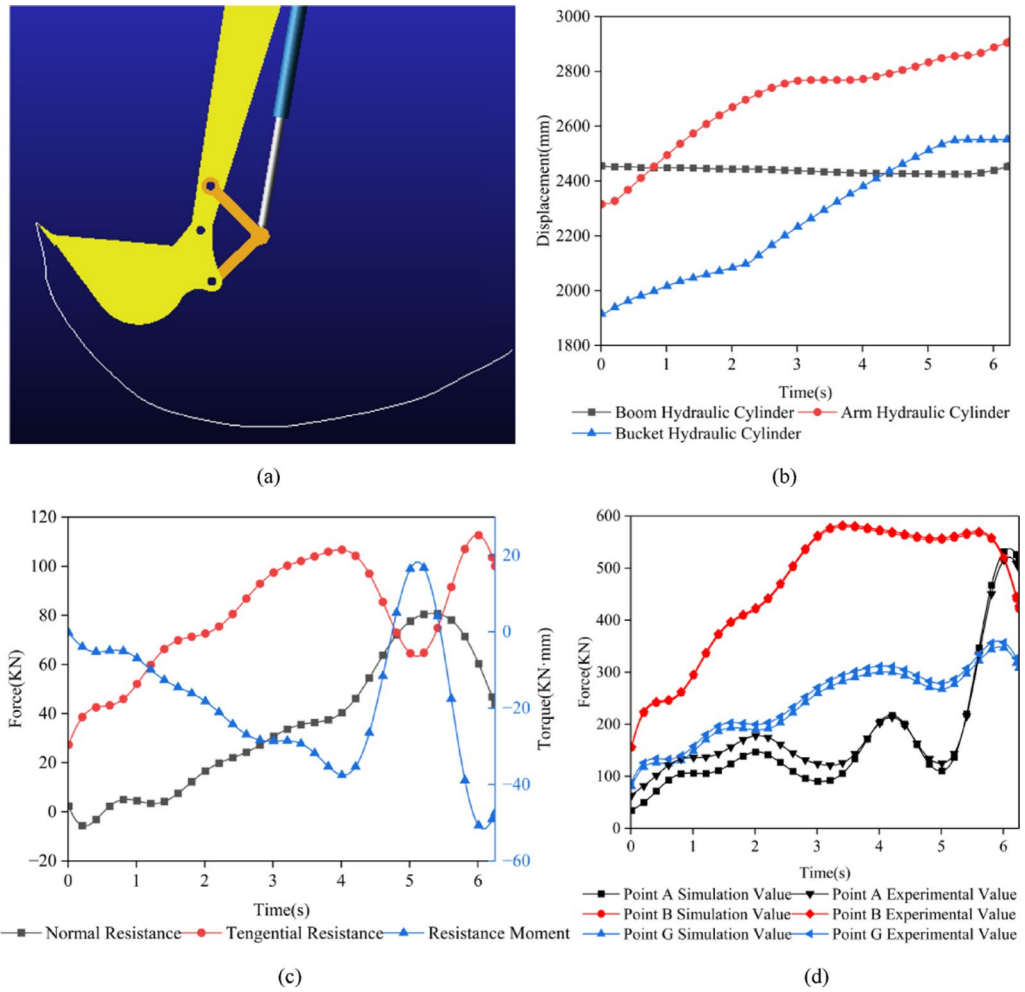 3000
2800
2600
2400
2200
2000
1800
Displacement(mm)
0 1 2 3 4 5 6
Time(s)
Boom Hydraulic Cylinder Arm Hydraulic Cylinder
Bucket Hydraulic Cylinder
(a)
(b)
120
100
80
60
40
20
0
−20
Force(KN)
20
0
−20
−40
−60
Torque(KN·mm)
0 1 2 3 4 5 6
Time(s)
Normal Resistance Tengential Resistance Resistance Moment
(c)
600
500
400
300
200
100
0
Force(KN)
0 1 2 3 4 5 6
Time(s)
Point A Simulation Value Point A Experimental Value
Point B Simulation Value Point B Experimental Value
Point G Simulation Value Point G Experimental Value
(d)